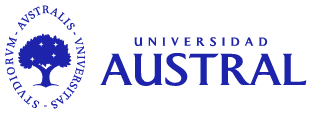 STVDIORVM - AVSTRALIS - VNIVERSITAS -
UNIVERSIDAD
AUSTRAL